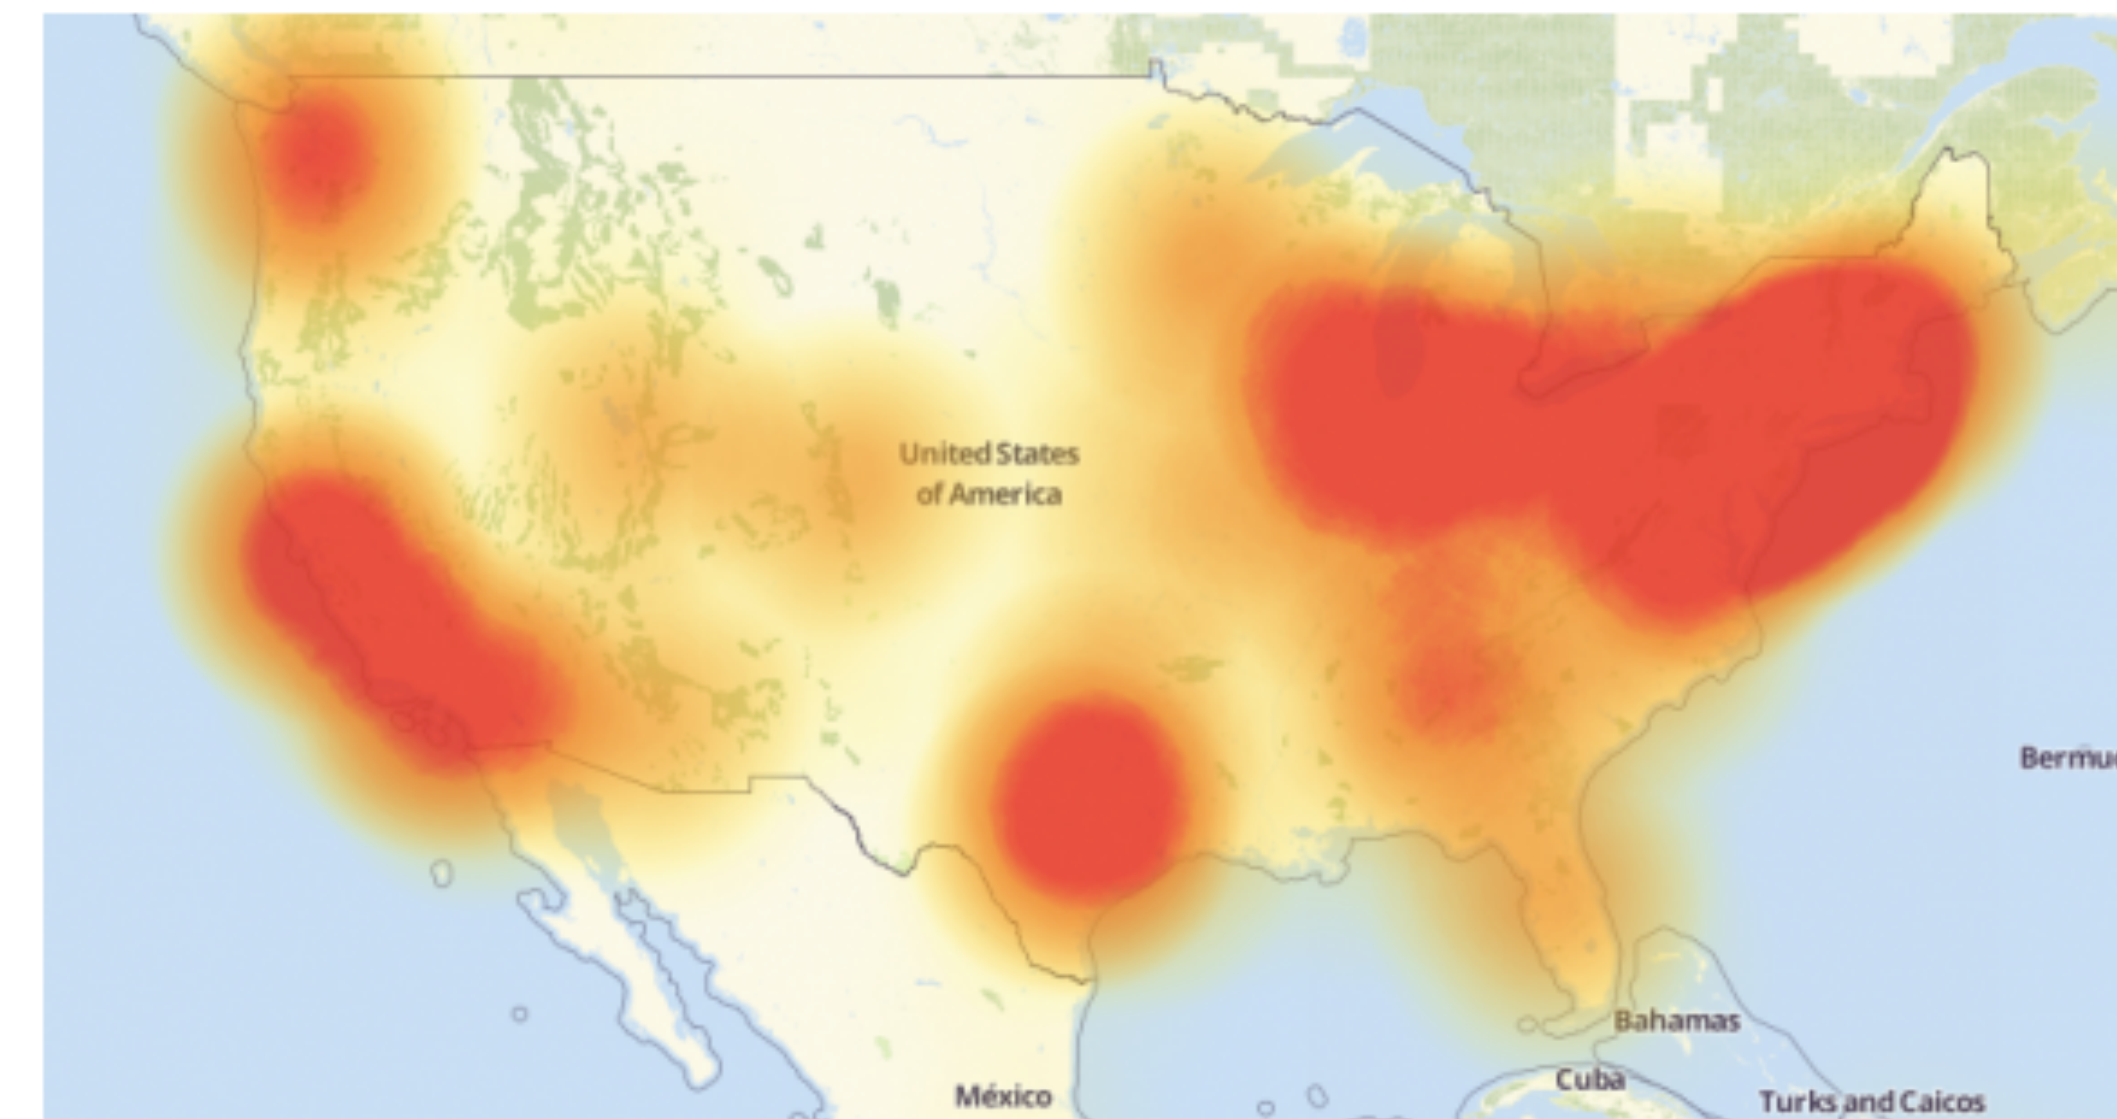 United States
of America
Bermu
Bahamas
Cuba
México
Turks and Caicos